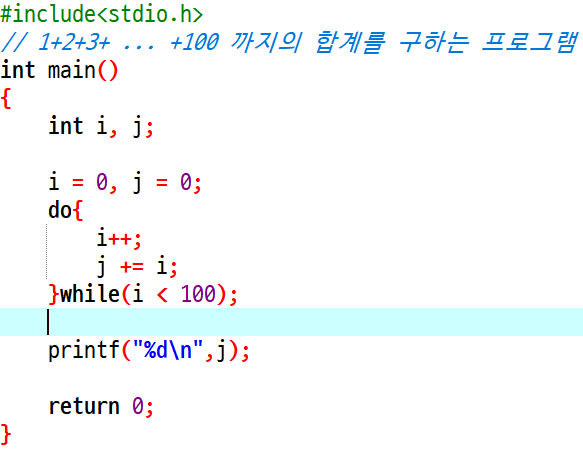 #include<stdio.h>
// 1+2+3+ ... +100 까지의 합계를 구하는 프로그램
int main()
{
    int i, j;

    i = 0, j = 0;
    do{
        i++;
        j += i;
    }while(i < 100);

    printf("%d\n",j);

    return 0;
}